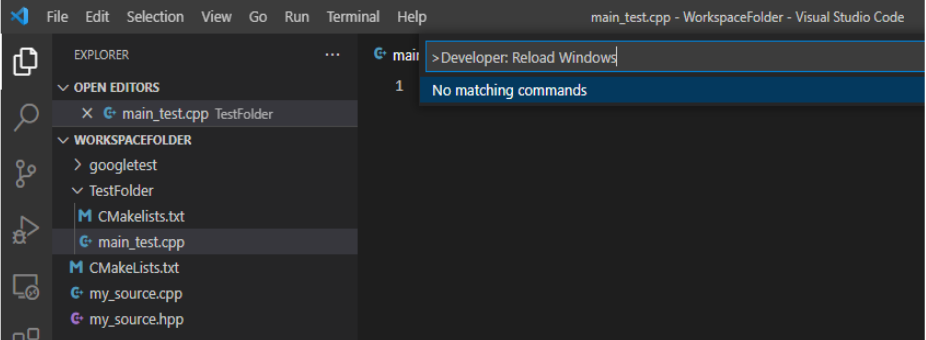 File Edit Selection View Go Run Terminal Help main_test.cpp - WorkspaceFolder - Visual Studio Code
EXPLORER ...
OPEN EDITORS
main_test.cpp TestFolder
WORKSPACEFOLDER
googletest
TestFolder
CMakelists.txt
main_test.cpp
CMakeLists.txt
my_source.cpp
my_source.hpp
mai
1
>Developer: Reload Windows
No matching commands